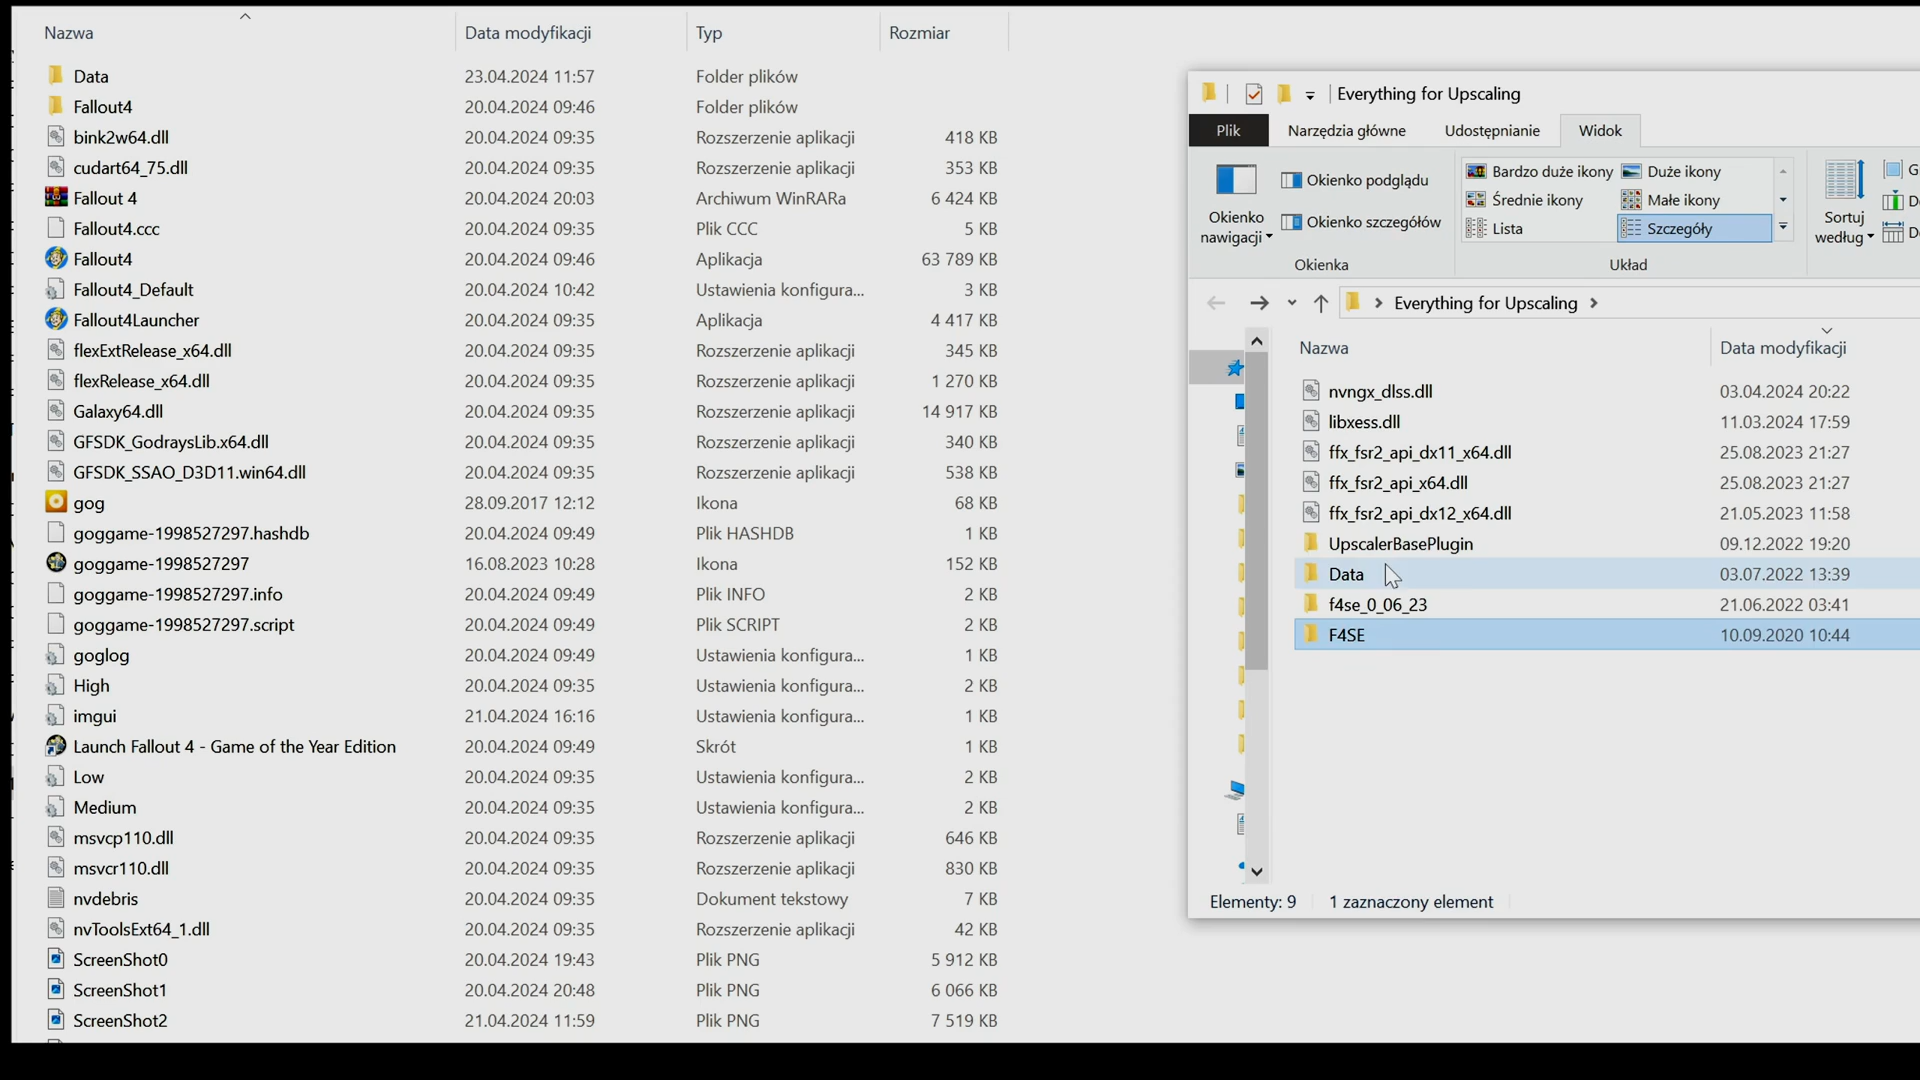 Nazwa Data modyfikacji Typ Rozmiar
Data 23.04.2024 11:57 Folder plików
Fallout4 20.04.2024 09:46 Folder plików
bink2w64.dll 20.04.2024 09:35 Rozszerzenie aplikacji 418 KB
cudart64_75.dll 20.04.2024 09:35 Rozszerzenie aplikacji 353 KB
Fallout 4 20.04.2024 20:03 Archiwum WinRARa 6 424 KB
Fallout4.ccc 20.04.2024 09:35 Plik CCC 5 KB
Fallout4 20.04.2024 09:46 Aplikacja 63 789 KB
Fallout4_Default 20.04.2024 10:42 Ustawienia konfigura... 3 KB
Fallout4Launcher 20.04.2024 09:35 Aplikacja 4 417 KB
flexExtRelease_x64.dll 20.04.2024 09:35 Rozszerzenie aplikacji 345 KB
flexRelease_x64.dll 20.04.2024 09:35 Rozszerzenie aplikacji 1 270 KB
Galaxy64.dll 20.04.2024 09:35 Rozszerzenie aplikacji 14 917 KB
GFSDK_GodraysLib.x64.dll 20.04.2024 09:35 Rozszerzenie aplikacji 340 KB
GFSDK_SSAO_D3D11.win64.dll 20.04.2024 09:35 Rozszerzenie aplikacji 538 KB
gog 28.09.2017 12:12 Ikona 68 KB
goggame-1998527297.hashdb 20.04.2024 09:49 Plik HASHDB 1 KB
goggame-1998527297 16.08.2023 10:28 Ikona 152 KB
goggame-1998527297.info 20.04.2024 09:49 Plik INFO 2 KB
goggame-1998527297.script 20.04.2024 09:49 Plik SCRIPT 2 KB
goglog 20.04.2024 09:49 Ustawienia konfigura... 1 KB
High 20.04.2024 09:35 Ustawienia konfigura... 2 KB
imgui 21.04.2024 16:16 Ustawienia konfigura... 1 KB
Launch Fallout 4 - Game of the Year Edition 20.04.2024 09:49 Skrót 1 KB
Low 20.04.2024 09:35 Ustawienia konfigura... 2 KB
Medium 20.04.2024 09:35 Ustawienia konfigura... 2 KB
msvcp110.dll 20.04.2024 09:35 Rozszerzenie aplikacji 646 KB
msvcr110.dll 20.04.2024 09:35 Rozszerzenie aplikacji 830 KB
nvdebris 20.04.2024 09:35 Dokument tekstowy 7 KB
nvToolsExt64_1.dll 20.04.2024 09:35 Rozszerzenie aplikacji 42 KB
ScreenShot0 20.04.2024 19:43 Plik PNG 5 912 KB
ScreenShot1 20.04.2024 20:48 Plik PNG 6 066 KB
ScreenShot2 21.04.2024 11:59 Plik PNG 7 519 KB
Everything for Upscaling
Plik Narzędzia główne Udostępnianie Widok
Okienko nawigacji
Okienko podglądu
Okienko szczegółów
Okienka
Bardzo duże ikony Duże ikony
Średnie ikony Małe ikony
Lista Szczegóły
Układ
Sortuj według
Everything for Upscaling
Nazwa Data modyfikacji
nvngx_dlss.dll 03.04.2024 20:22
libxess.dll 11.03.2024 17:59
ffx_fsr2_api_dx11_x64.dll 25.08.2023 21:27
ffx_fsr2_api_x64.dll 25.08.2023 21:27
ffx_fsr2_api_dx12_x64.dll 21.05.2023 11:58
UpscalerBasePlugin 09.12.2022 19:20
Data 03.07.2022 13:39
f4se_0_06_23 21.06.2022 03:41
F4SE 10.09.2020 10:44
Elementy: 9 1 zaznaczony element